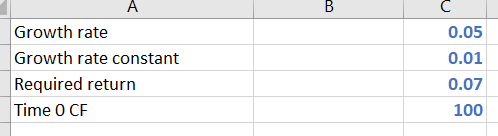 A B C
Growth rate 0.05
Growth rate constant 0.01
Required return 0.07
Time 0 CF 100